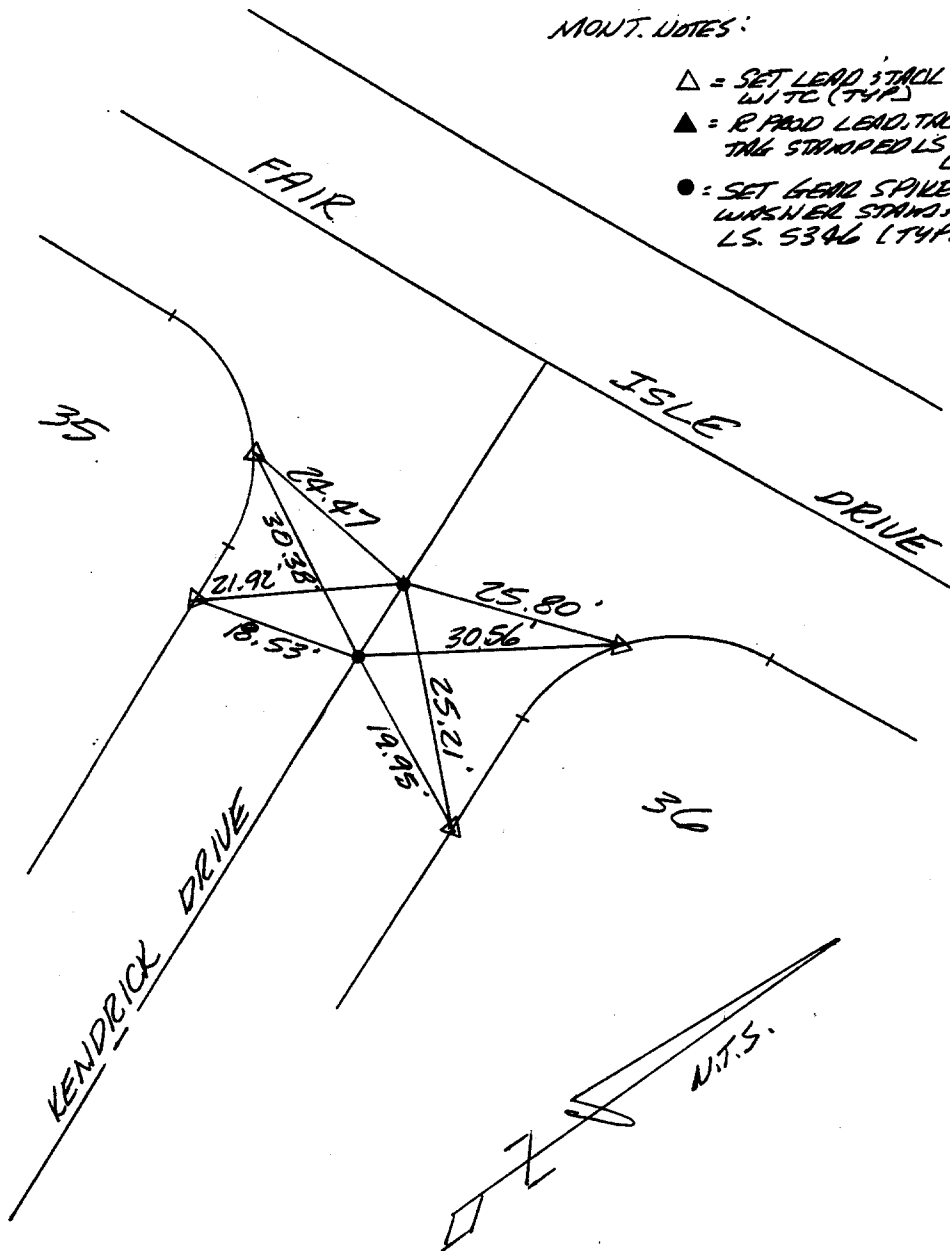 MONT. NOTES:
△ = SET LEAD & TACK
W/TC (TYP)
▲ = R PROD LEAD, TAC
TAG STAMPED LS
● = SET GEAR SPIKE
WASHER STAMP
LS. 5346 (TYP.
FAIR
ISLE
DRIVE
35
24.47
30.38'
21.92'
18.53'
25.80'
30.56'
25.21'
19.95'
36
KENDRICK DRIVE
N.T.S.
Z